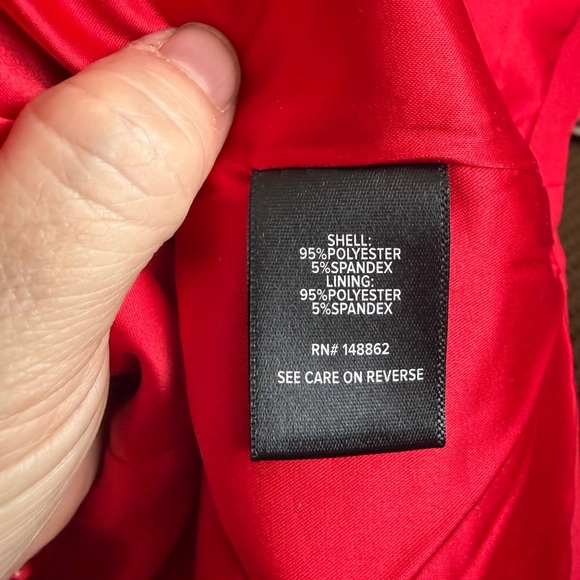 SHELL:
95%POLYESTER
5%SPANDEX
LINING:
95%POLYESTER
5%SPANDEX
RN# 148862
SEE CARE ON REVERSE